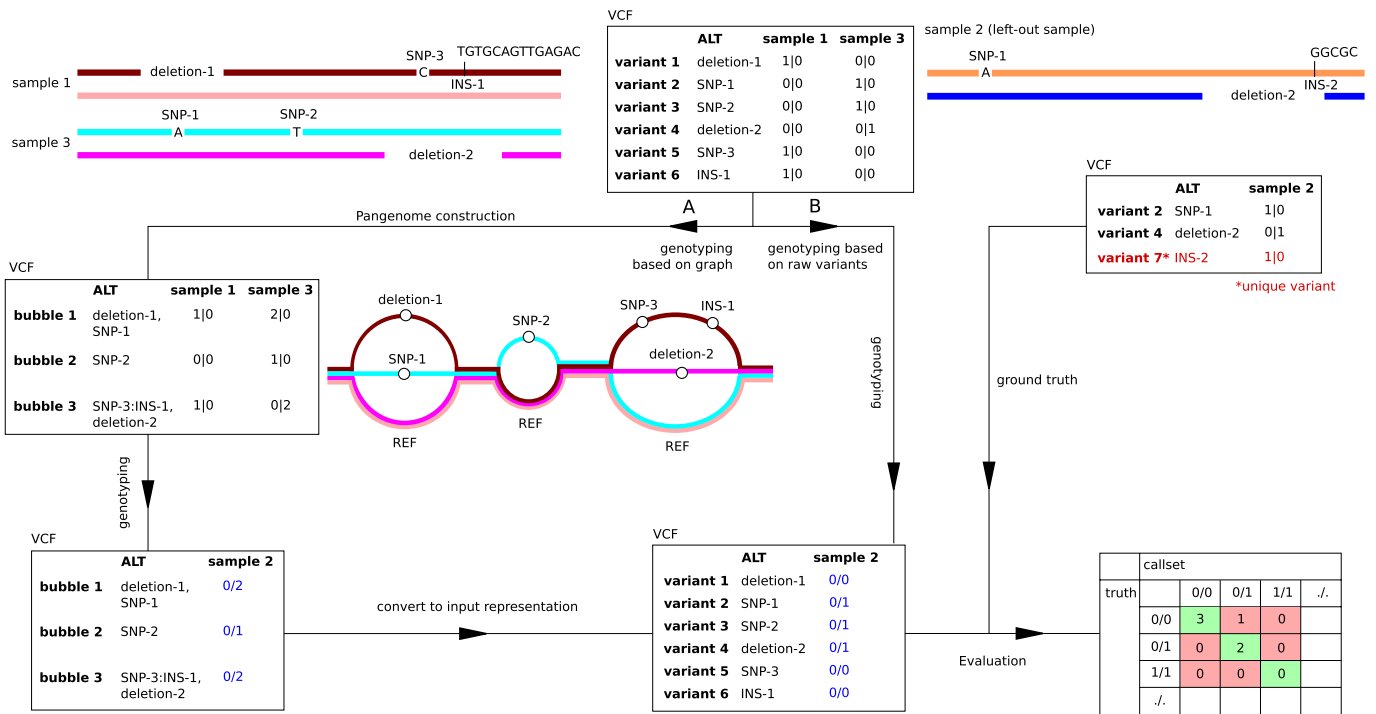 SNP-3 TGTGCAGTTGAGAC
deletion-1
C
sample 1
INS-1
SNP-1 SNP-2
A T
sample 3
deletion-2
VCF
ALT sample 1 sample 3
variant 1 deletion-1 1|0 0|0
variant 2 SNP-1 0|0 1|0
variant 3 SNP-2 0|0 1|0
variant 4 deletion-2 0|0 0|1
variant 5 SNP-3 1|0 0|0
variant 6 INS-1 1|0 0|0
sample 2 (left-out sample)
SNP-1 GGCGC
A
INS-2
deletion-2
VCF
ALT sample 2
variant 2 SNP-1 1|0
variant 4 deletion-2 0|1
variant 7* INS-2 1|0
*unique variant
A B
Pangenome construction
genotyping
based on graph
genotyping based
on raw variants
VCF
ALT sample 1 sample 3
bubble 1 deletion-1, 1|0 2|0
SNP-1
bubble 2 SNP-2 0|0 1|0
bubble 3 SNP-3:INS-1, 1|0 0|2
deletion-2
deletion-1
SNP-1
REF
SNP-2
REF
SNP-3 INS-1
deletion-2
REF
genotyping
ground truth
genotyping
VCF
ALT sample 2
bubble 1 deletion-1, 0/2
SNP-1
bubble 2 SNP-2 0/1
bubble 3 SNP-3:INS-1, 0/2
deletion-2
convert to input representation
VCF
ALT sample 2
variant 1 deletion-1 0/0
variant 2 SNP-1 0/1
variant 3 SNP-2 0/1
variant 4 deletion-2 0/1
variant 5 SNP-3 0/0
variant 6 INS-1 0/0
Evaluation
callset
truth 0/0 0/1 1/1 ./.
0/0 3 1 0
0/1 0 2 0
1/1 0 0 0
./.